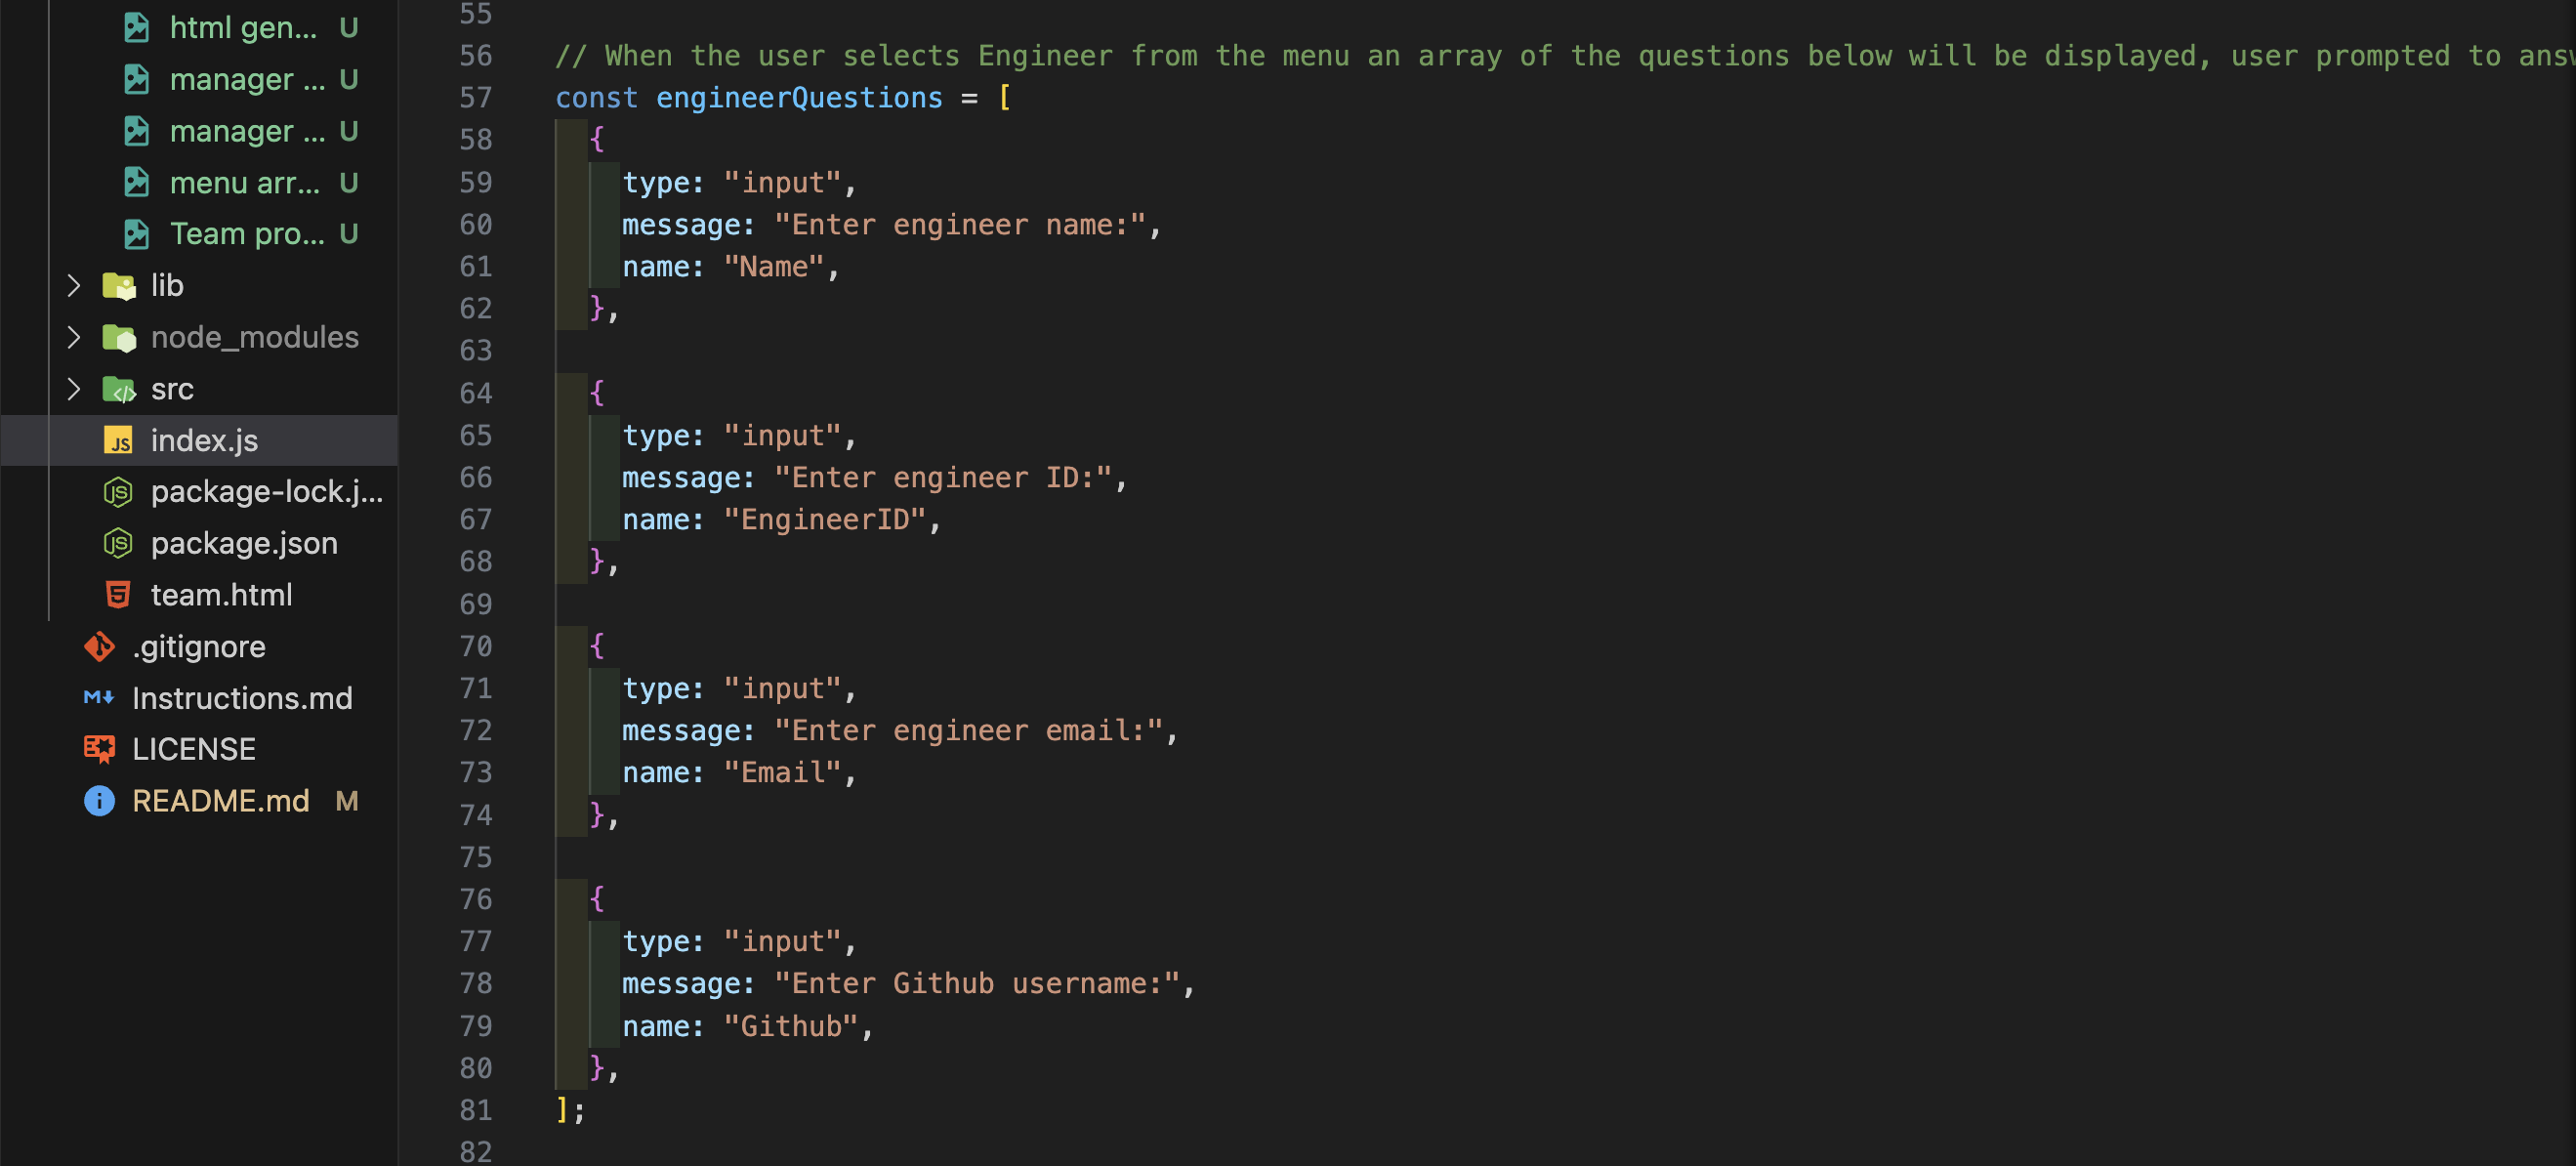 html gen... U
manager ... U
manager ... U
menu arr... U
Team pro... U
lib
node_modules
src
JS index.js
JS package-lock.j...
JS package.json
5 team.html
.gitignore
M↓ Instructions.md
LICENSE
i README.md M
55
56 // When the user selects Engineer from the menu an array of the questions below will be displayed, user prompted to answ
57 const engineerQuestions = [
58 {
59 type: "input",
60 message: "Enter engineer name:",
61 name: "Name",
62 },
63
64 {
65 type: "input",
66 message: "Enter engineer ID:",
67 name: "EngineerID",
68 },
69
70 {
71 type: "input",
72 message: "Enter engineer email:",
73 name: "Email",
74 },
75
76 {
77 type: "input",
78 message: "Enter Github username:",
79 name: "Github",
80 },
81 ];
82